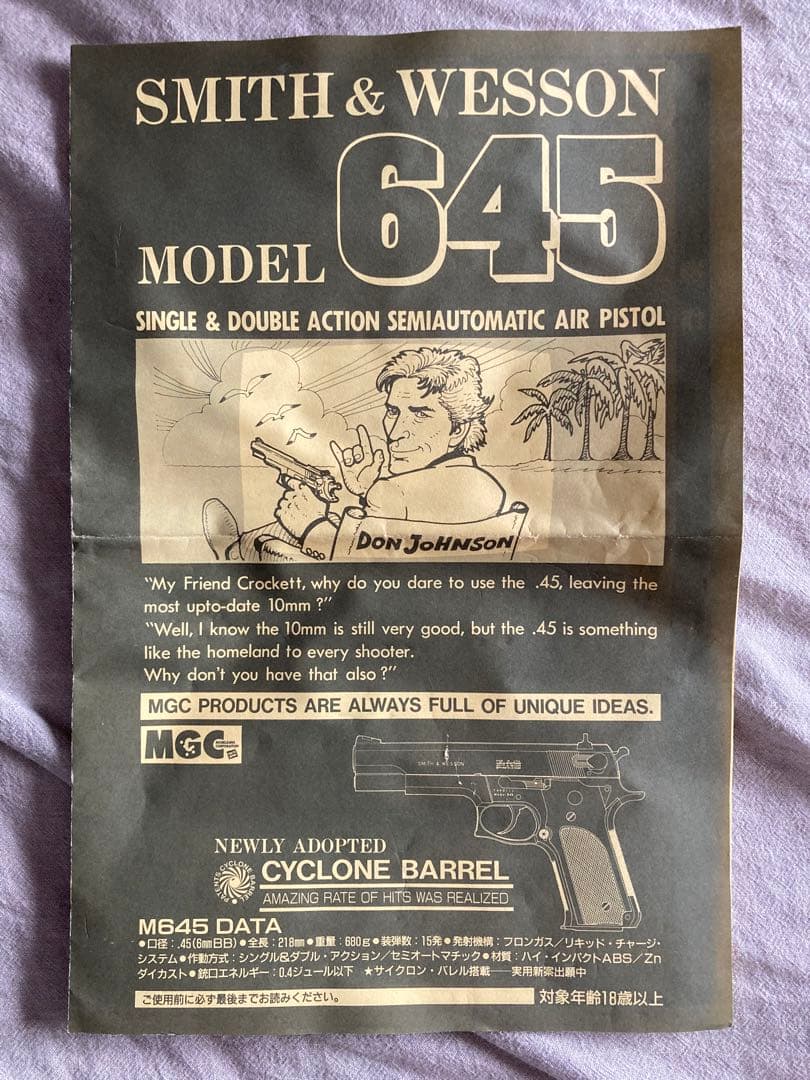 SMITH & WESSON
MODEL 645
SINGLE & DOUBLE ACTION SEMIAUTOMATIC AIR PISTOL
DON JOHNSON
"My Friend Crockett, why do you dare to use the .45, leaving the
most upto-date 10mm ?"
"Well, I know the 10mm is still very good, but the .45 is something
like the homeland to every shooter.
Why don't you have that also ?"
MGC PRODUCTS ARE ALWAYS FULL OF UNIQUE IDEAS.
MGC
SMITH & WESSON
NEWLY ADOPTED
PATENTS CYCLONE BARREL
CYCLONE BARREL
AMAZING RATE OF HITS WAS REALIZED
M645 DATA
●口径:.45(6mmBB)●全長:218mm●重量:680g●装弾数:15発●発射機構:フロンガス/リキッド・チャージ・
システム●作動方式:シングル&ダブル・アクション/セミオートマチック●材質:ハイ・インパクトABS/Zn
ダイカスト●銃口エネルギー:0.4ジュール以下 ★サイクロン・バレル搭載──実用新案出願中
ご使用前に必ず最後までお読みください。
対象年齢18歳以上